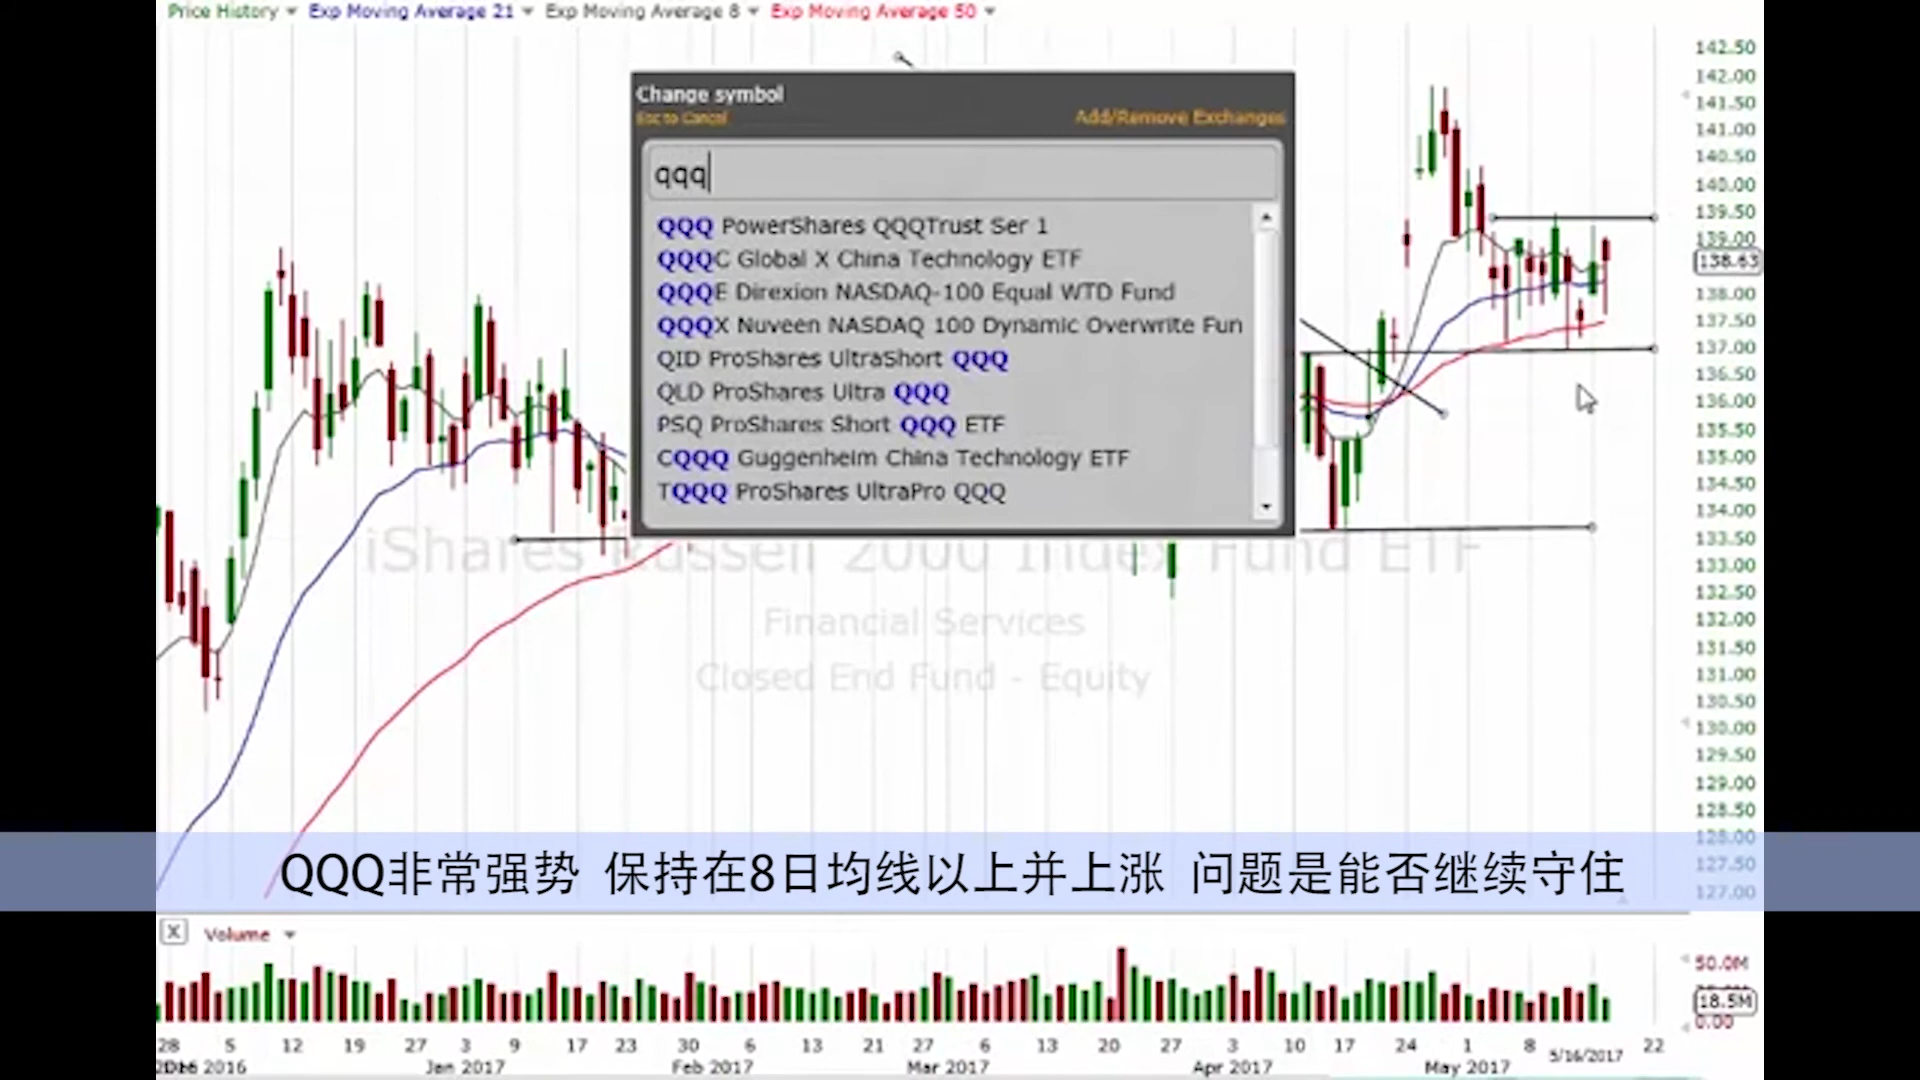 Price History Exp Moving Average 21 Exp Moving Average 8 Exp Moving Average 50
Change symbol
Esc to Cancel
Add/Remove Exchanges
qqq
QQQ PowerShares QQQTrust Ser 1
QQQC Global X China Technology ETF
QQQE Direxion NASDAQ-100 Equal WTD Fund
QQQX Nuveen NASDAQ 100 Dynamic Overwrite Fun
QID ProShares UltraShort QQQ
QLD ProShares Ultra QQQ
PSQ ProShares Short QQQ ETF
CQQQ Guggenheim China Technology ETF
TQQQ ProShares UltraPro QQQ
iShares Russell 2000 Index Fund ETF
Financial Services
Closed End Fund - Equity
142.50
142.00
141.50
141.00
140.50
140.00
139.50
139.00
138.63
138.00
137.50
137.00
136.50
136.00
135.50
135.00
134.50
134.00
133.50
133.00
132.50
132.00
131.50
131.00
130.50
130.00
129.50
129.00
128.50
128.00
127.50
127.00
QQQ非常强势 保持在8日均线以上并上涨 问题是能否继续守住
X Volume
50.0M
18.5M
0.00
28 5 12 19 27 3 9 17 23 30 6 13 21 27 6 13 20 27 3 10 17 24 1 8 5/16/2017 22
2016 Jan 2017 Feb 2017 Mar 2017 Apr 2017 May 2017